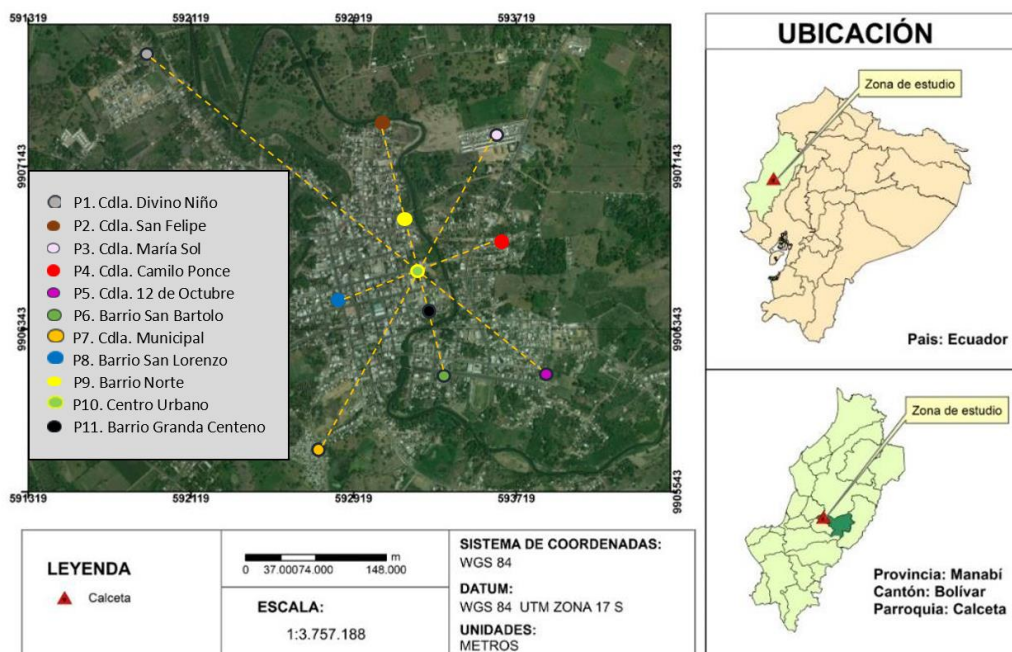 591319
592119
592919
593719
9907143
9907143
9906343
9906343
9905543
9905543
591319
592119
592919
593719
P1. Cdla. Divino Niño
P2. Cdla. San Felipe
P3. Cdla. María Sol
P4. Cdla. Camilo Ponce
P5. Cdla. 12 de Octubre
P6. Barrio San Bartolo
P7. Cdla. Municipal
P8. Barrio San Lorenzo
P9. Barrio Norte
P10. Centro Urbano
P11. Barrio Granda Centeno
UBICACIÓN
Zona de estudio
Pais: Ecuador
Zona de estudio
Provincia: Manabí
Cantón: Bolívar
Parroquia: Calceta
LEYENDA
Calceta
m
0 37.00074.000 148.000
ESCALA:
1:3.757.188
SISTEMA DE COORDENADAS:
WGS 84
DATUM:
WGS 84 UTM ZONA 17 S
UNIDADES:
METROS